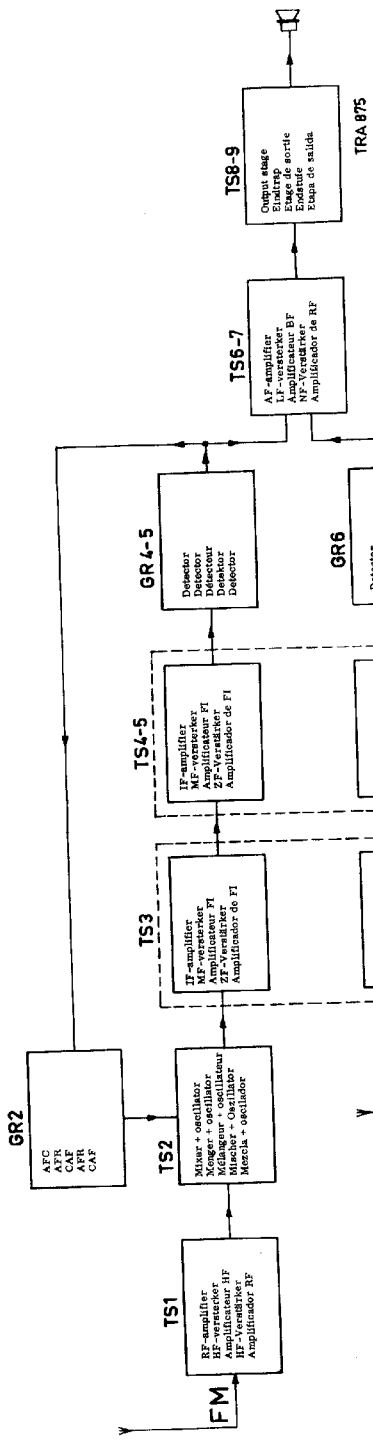 FM
TS1
RF-amplifier
HF-versterker
Amplificateur HF
HF-Verstärker
Amplificador RF
GR2
AFC
AFR
CAF
AFR
CAF
TS2
Mixer + oscillator
Menger + oscillator
Mélangeur + oscillateur
Mischer + Oszillator
Mezcla + oscilador
TS3
IF-amplifier
MF-versterker
Amplificateur FI
ZF-Verstärker
Amplificador de FI
TS4-5
IF-amplifier
MF-versterker
Amplificateur FI
ZF-Verstärker
Amplificador de FI
GR4-5
Detector
Detector
Détecteur
Detektor
Detector
GR6
TS6-7
AF-amplifier
LF-versterker
Amplificateur BF
NF-Verstärker
Amplificador de RF
TS8-9
Output stage
Eindtrap
Etage de sortie
Endstufe
Etapa de salida
TRA 875